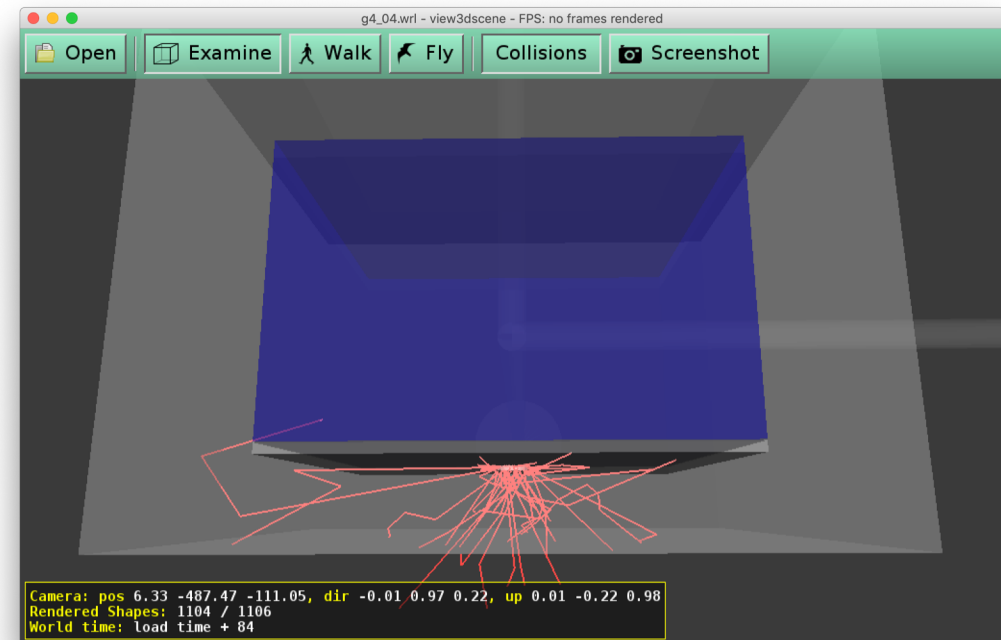 g4_04.wrl - view3dscene - FPS: no frames rendered
Open Examine Walk Fly Collisions Screenshot
Camera: pos 6.33 -487.47 -111.05, dir -0.01 0.97 0.22, up 0.01 -0.22 0.98
Rendered Shapes: 1104 / 1106
World time: load time + 84